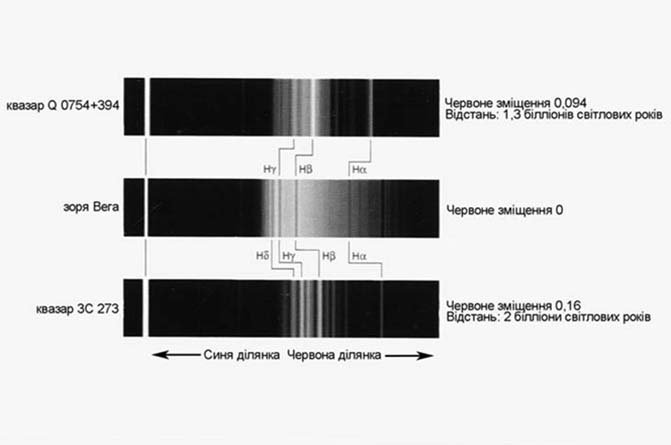 квазар Q 0754+394
Червоне зміщення 0,094
Відстань: 1,3 білліонів світлових років
Hγ Hβ Hα
зоря Вега
Червоне зміщення 0
Hδ Hγ Hβ Hα
квазар 3С 273
Червоне зміщення 0,16
Відстань: 2 білліони світлових років
Синя ділянка Червона ділянка